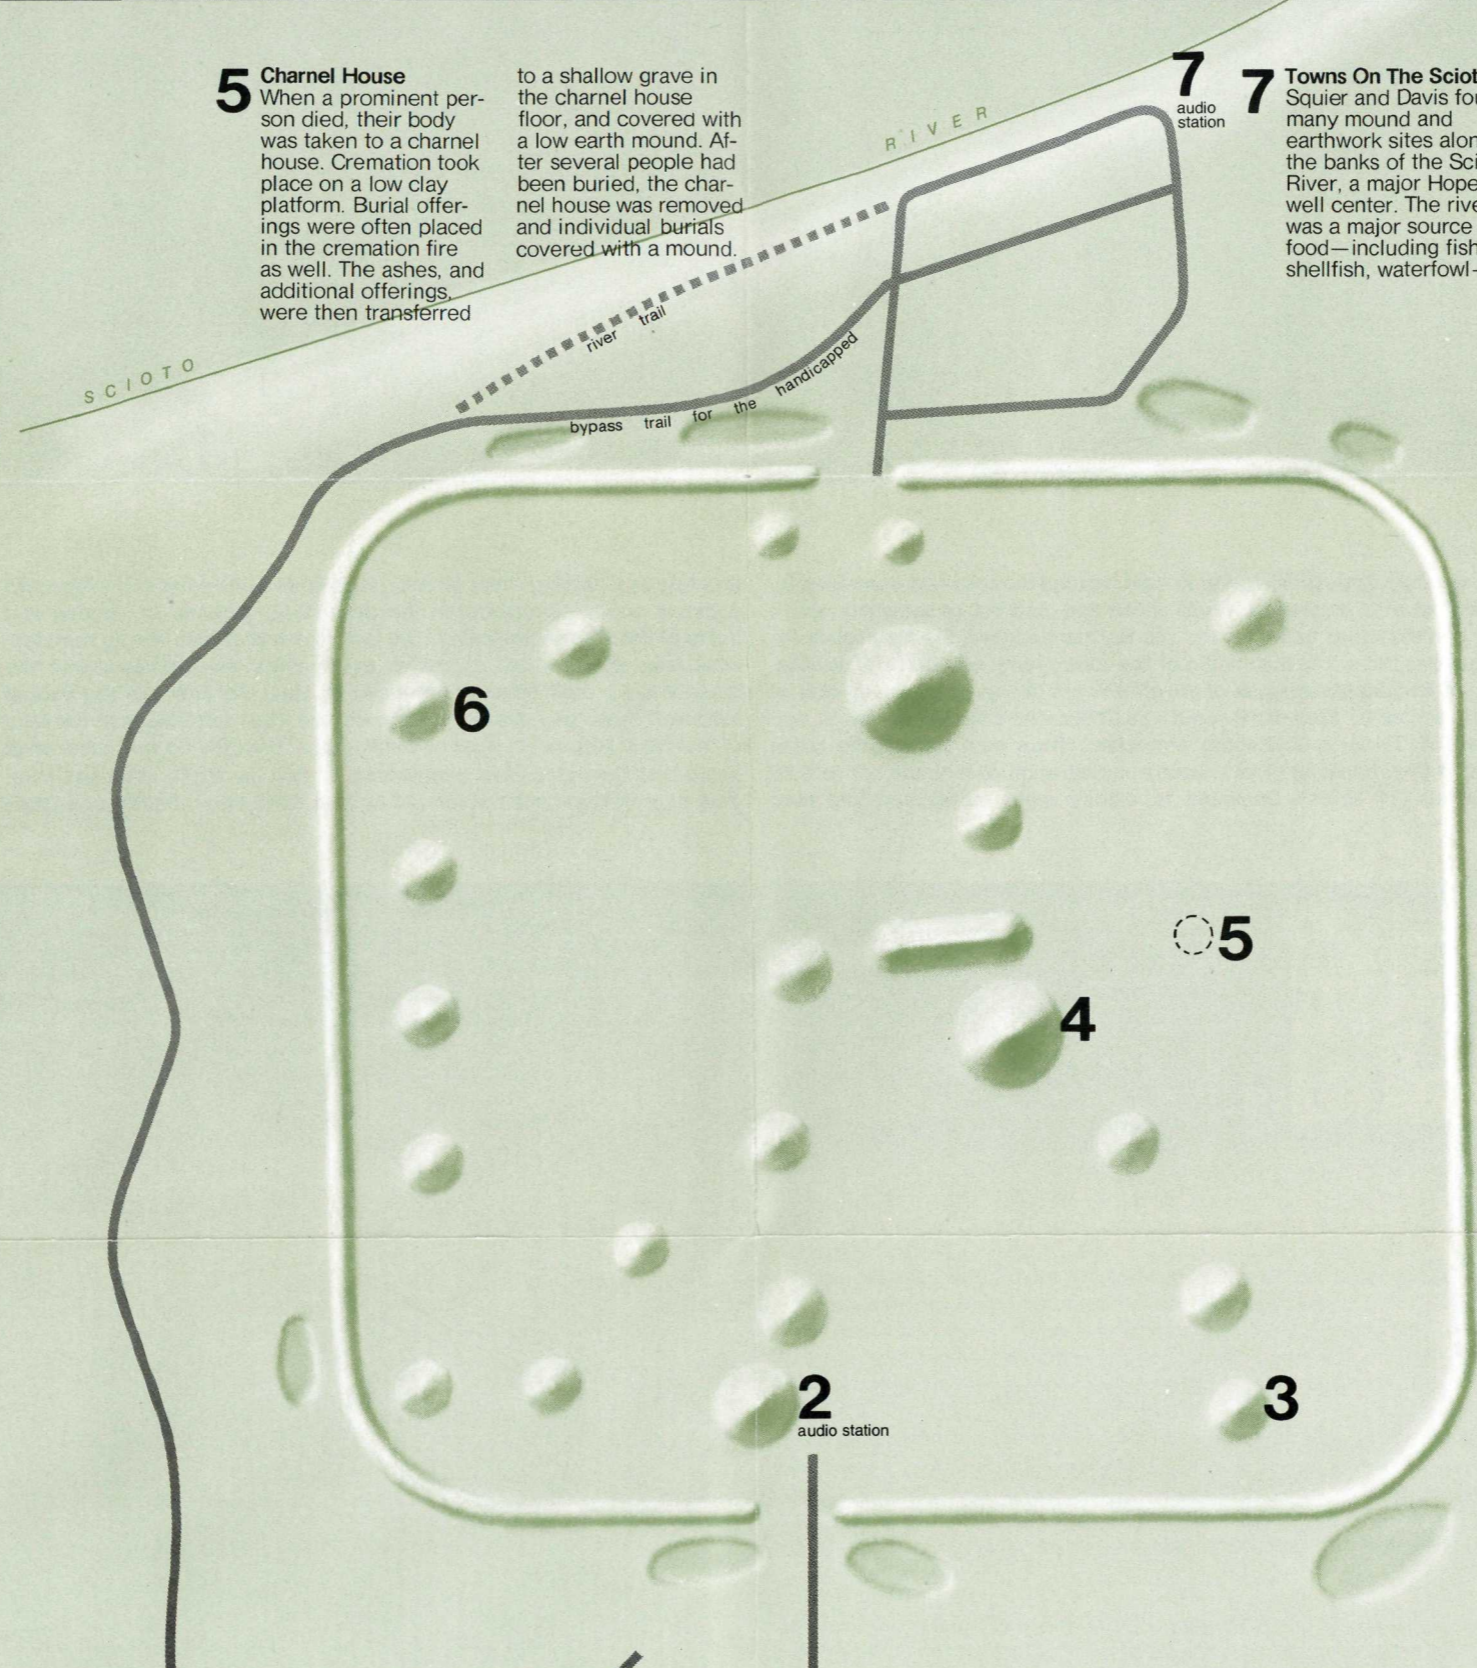 5
Charnel House
When a prominent per-
son died, their body
was taken to a charnel
house. Cremation took
place on a low clay
platform. Burial offer-
ings were often placed
in the cremation fire
as well. The ashes, and
additional offerings,
were then transferred
to a shallow grave in
the charnel house
floor, and covered with
a low earth mound. Af-
ter several people had
been buried, the char-
nel house was removed
and individual burials
covered with a mound.
7
audio
station
7
Towns On The Sciot
Squier and Davis fou
many mound and
earthwork sites alon
the banks of the Sci
River, a major Hope
well center. The rive
was a major source
food—including fish
shellfish, waterfowl-
SCIOTO RIVER
river trail
bypass trail for the handicapped
6
5
4
2
audio station
3